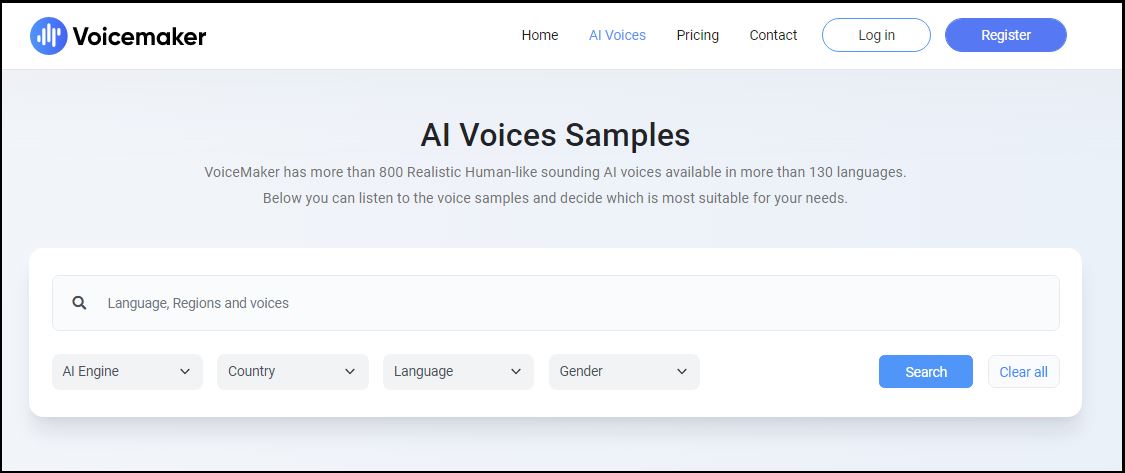 Voicemaker
Home
AI Voices
Pricing
Contact
Log in
Register
AI Voices Samples
VoiceMaker has more than 800 Realistic Human-like sounding AI voices available in more than 130 languages.
Below you can listen to the voice samples and decide which is most suitable for your needs.
Language, Regions and voices
AI Engine
Country
Language
Gender
Search
Clear all